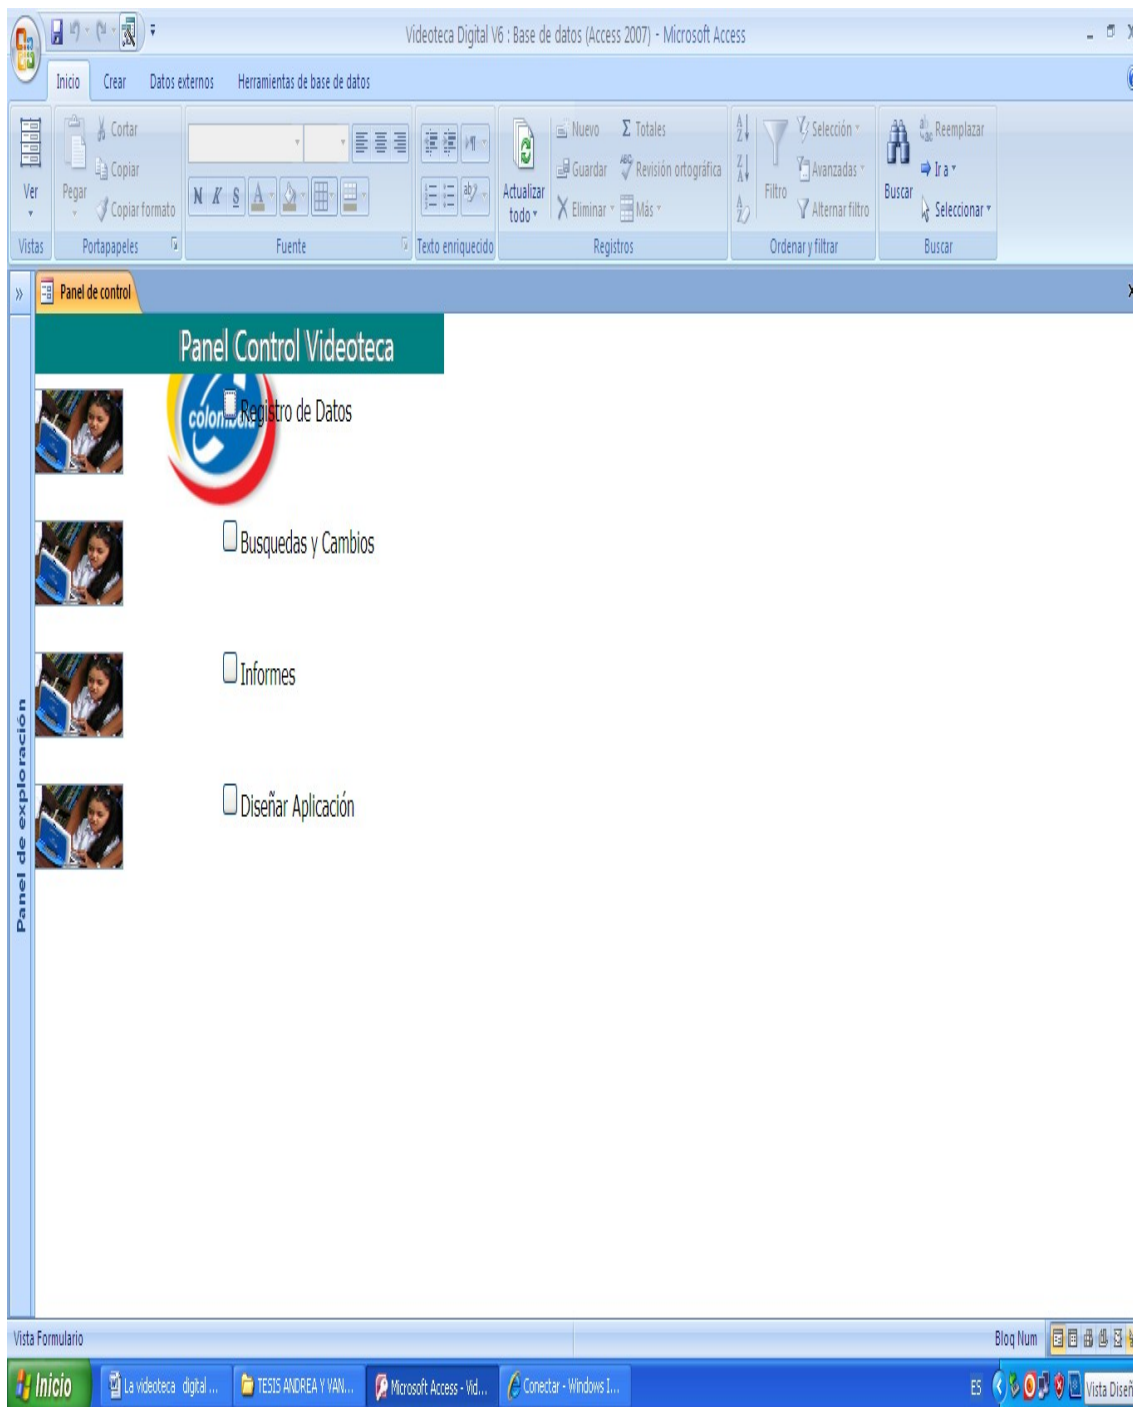 Videoteca Digital V6 : Base de datos (Access 2007) - Microsoft Access
Inicio Crear Datos externos Herramientas de base de datos
Ver
Pegar
Cortar
Copiar
Copiar formato
N K S A
Actualizar todo
Nuevo Σ Totales
Guardar Revisión ortográfica
Eliminar Más
Filtro
Selección
Avanzadas
Alternar filtro
Buscar
Reemplazar
Ir a
Seleccionar
Vistas Portapapeles Fuente Texto enriquecido Registros Ordenar y filtrar Buscar
Panel de control
Panel Control Videoteca
Registro de Datos
Busquedas y Cambios
Informes
Diseñar Aplicación
Panel de exploración
Vista Formulario Bloq Num
Inicio La videoteca digital ... TESIS ANDREA Y VAN... Microsoft Access - Vid... Conectar - Windows I... ES Vista Diseñ